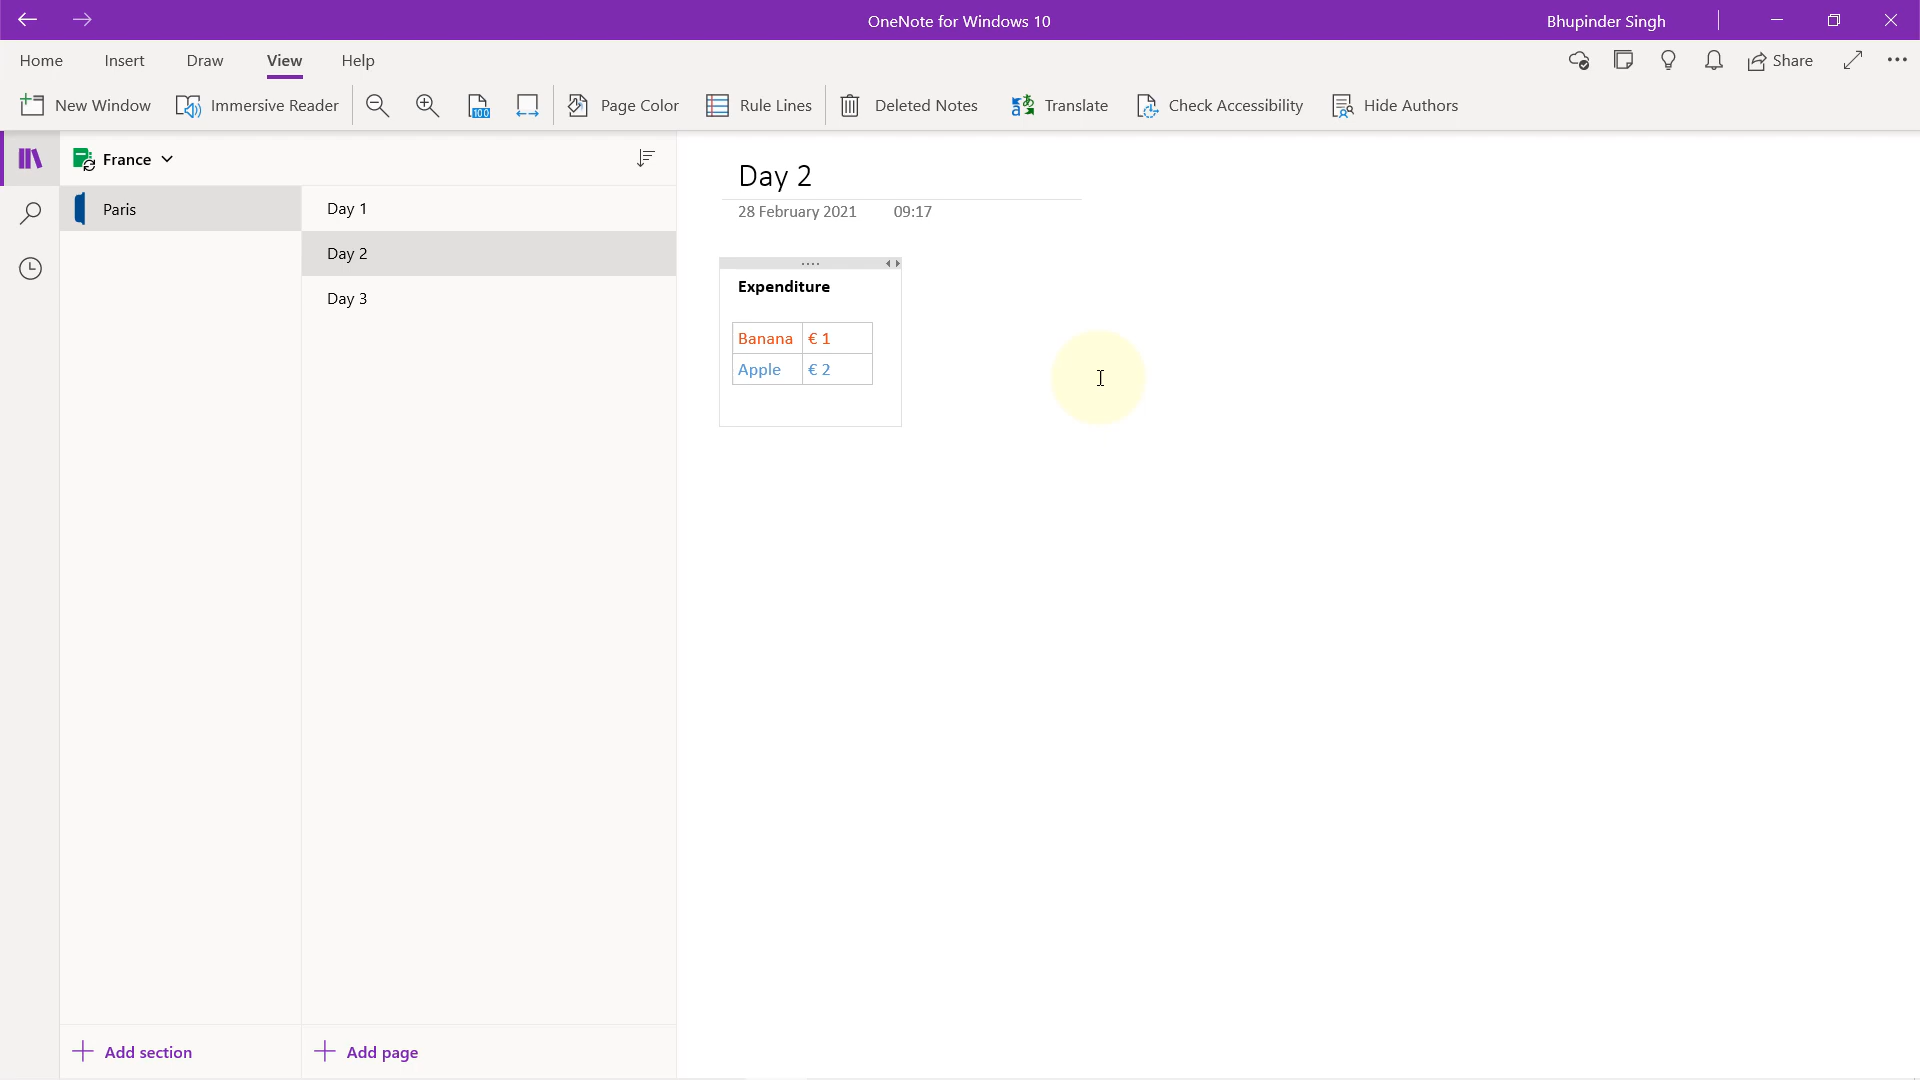 OneNote for Windows 10
Bhupinder Singh
Home Insert Draw View Help
Share
New Window Immersive Reader 100 Page Color Rule Lines Deleted Notes Translate Check Accessibility Hide Authors
France
Paris
Day 1
Day 2
Day 3
Day 2
28 February 2021 09:17
Expenditure
Banana € 1
Apple € 2
Add section
Add page